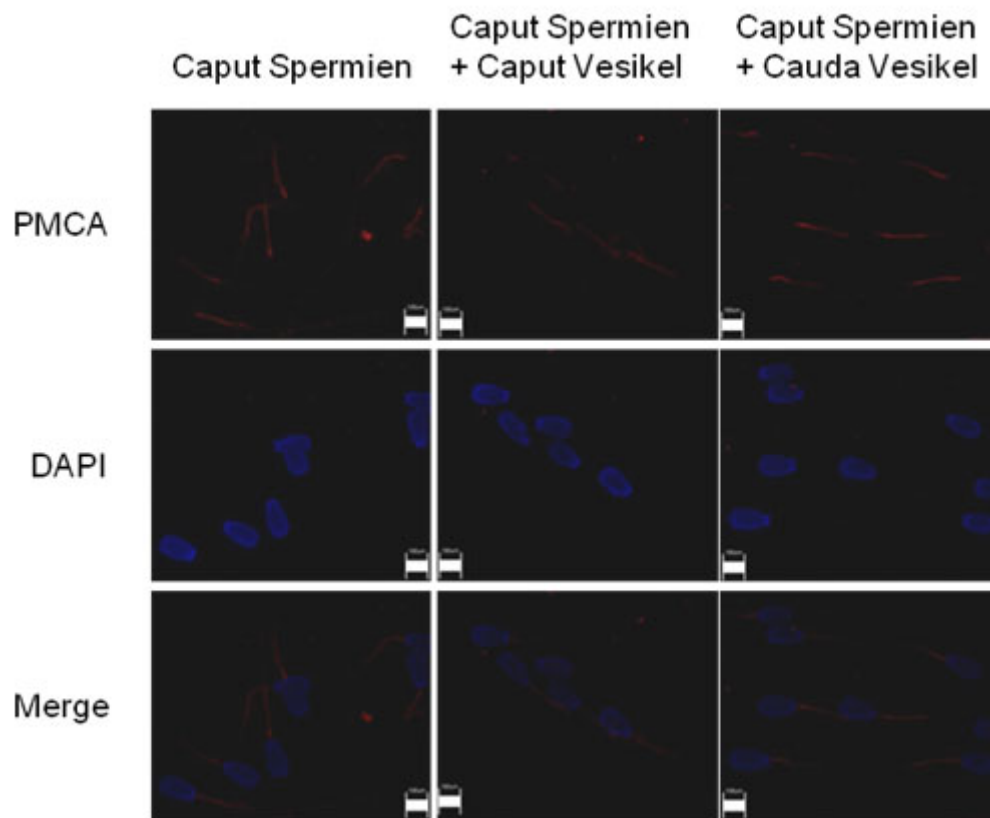 Caput Spermien
Caput Spermien
+ Caput Vesikel
Caput Spermien
+ Cauda Vesikel
PMCA
DAPI
Merge